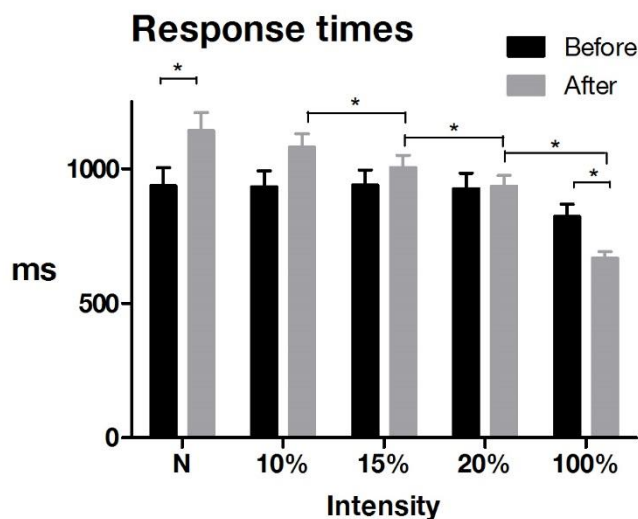 Response times
Before
After
*
*
*
*
*
1000
ms
500
0
N 10% 15% 20% 100%
Intensity